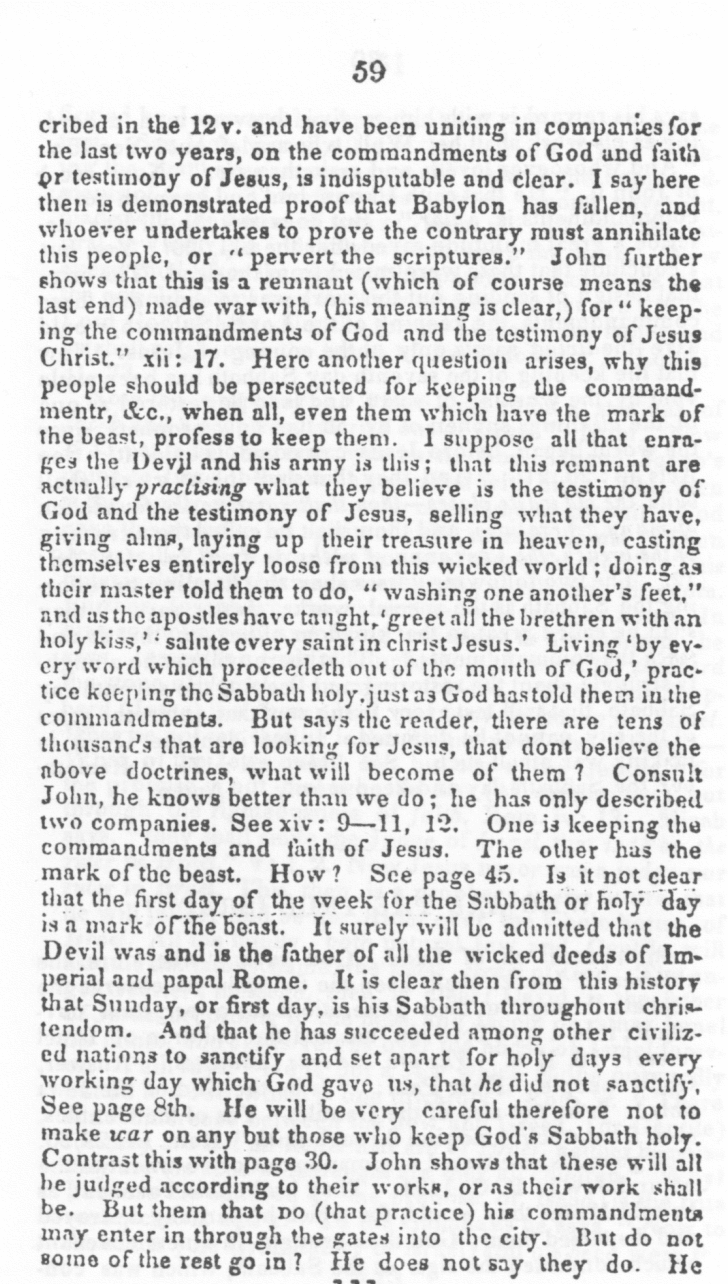 59
cribed in the 12 v. and have been uniting in companies for
the last two years, on the commandments of God and faith
or testimony of Jesus, is indisputable and clear. I say here
then is demonstrated proof that Babylon has fallen, and
whoever undertakes to prove the contrary must annihilate
this people, or "pervert the scriptures." John further
shows that this is a remnaut (which of course means the
last end) made war with, (his meaning is clear,) for " keep-
ing the commandments of God and the testimony of Jesus
Christ." xii: 17. Here another question arises, why this
people should be persecuted for keeping the command-
mentr, &c., when all, even them which have the mark of
the beast, profess to keep them. I suppose all that enra-
ges the Devil and his army is this; that this remnant are
actually practising what they believe is the testimony of
God and the testimony of Jesus, selling what they have,
giving alms, laying up their treasure in heaven, casting
themselves entirely loose from this wicked world; doing as
their master told them to do, "washing one another's feet,"
and as the apostles have taught, 'greet all the brethren with an
holy kiss,' 'salute every saint in christ Jesus.' Living 'by ev-
ery word which proceedeth out of the mouth of God,' prac-
tice keeping the Sabbath holy, just as God has told them in the
commandments. But says the reader, there are tens of
thousands that are looking for Jesus, that dont believe the
above doctrines, what will become of them? Consult
John, he knows better than we do; he has only described
two companies. See xiv: 9—11, 12. One is keeping the
commandments and faith of Jesus. The other has the
mark of the beast. How? See page 45. Is it not clear
that the first day of the week for the Sabbath or holy day
is a mark of the beast. It surely will be admitted that the
Devil was and is the father of all the wicked deeds of Im-
perial and papal Rome. It is clear then from this history
that Sunday, or first day, is his Sabbath throughout chris-
tendom. And that he has succeeded among other civiliz-
ed nations to sanctify and set apart for holy days every
working day which God gave us, that he did not sanctify.
See page 8th. He will be very careful therefore not to
make war on any but those who keep God's Sabbath holy.
Contrast this with page 30. John shows that these will all
be judged according to their works, or as their work shall
be. But them that DO (that practice) his commandments
may enter in through the gates into the city. But do not
some of the rest go in? He does not say they do. He